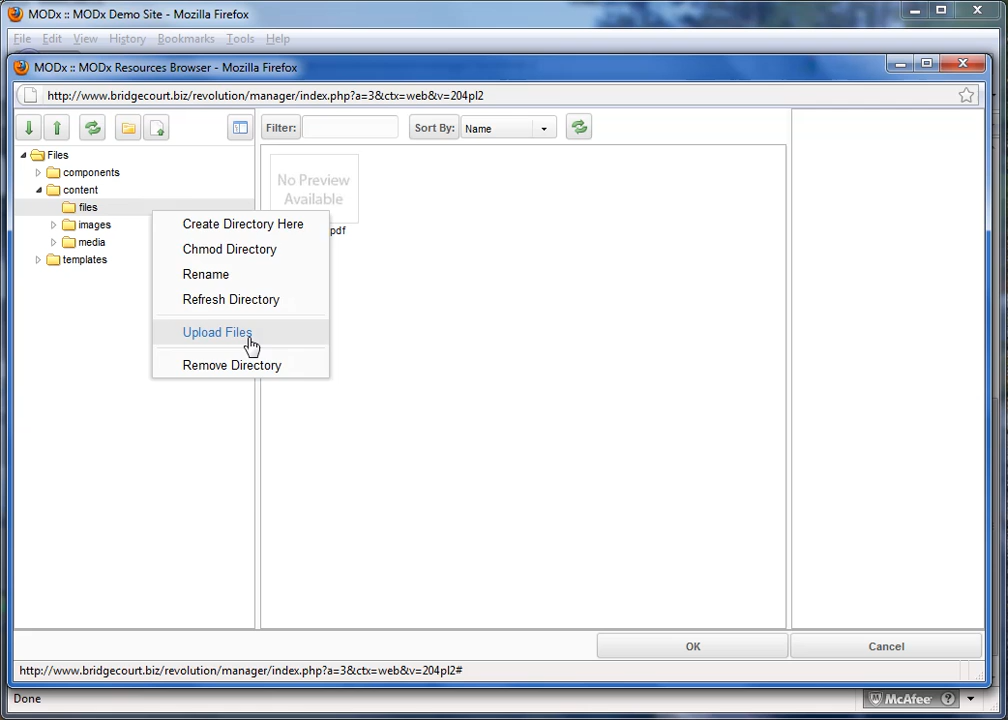 MODx :: MODx Demo Site - Mozilla Firefox
File Edit View History Bookmarks Tools Help
MODx :: MODx Resources Browser - Mozilla Firefox
http://www.bridgecourt.biz/revolution/manager/index.php?a=3&ctx=web&v=204pl2
Filter: Sort By: Name
Files
components
content
files
images
media
templates
No Preview
Available
pdf
Create Directory Here
Chmod Directory
Rename
Refresh Directory
Upload Files
Remove Directory
OK Cancel
http://www.bridgecourt.biz/revolution/manager/index.php?a=3&ctx=web&v=204pl2#
Done McAfee